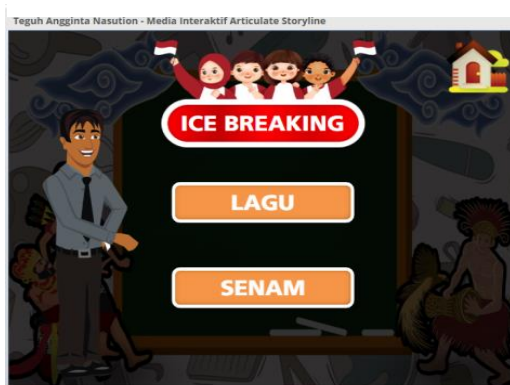 Teguh Angginta Nasution - Media Interaktif Articulate Storyline
ICE BREAKING
LAGU
SENAM